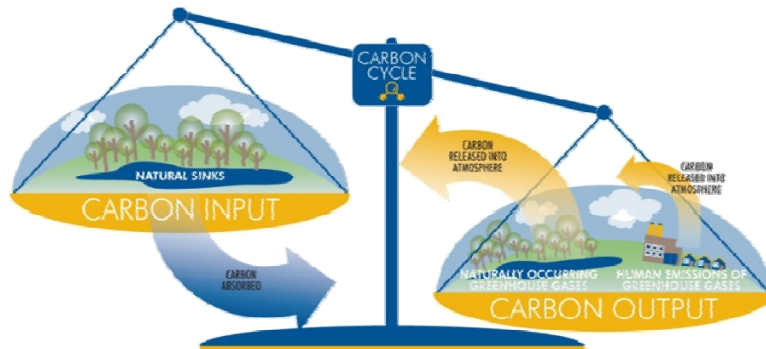 CARBON
CYCLE
NATURAL SINKS
CARBON INPUT
CARBON
ABSORBED
CARBON
RELEASED INTO
ATMOSPHERE
CARBON
RELEASED INTO
ATMOSPHERE
NATURALLY OCCURRING
GREENHOUSE GASES
HUMAN EMISSIONS OF
GREENHOUSE GASES
CARBON OUTPUT